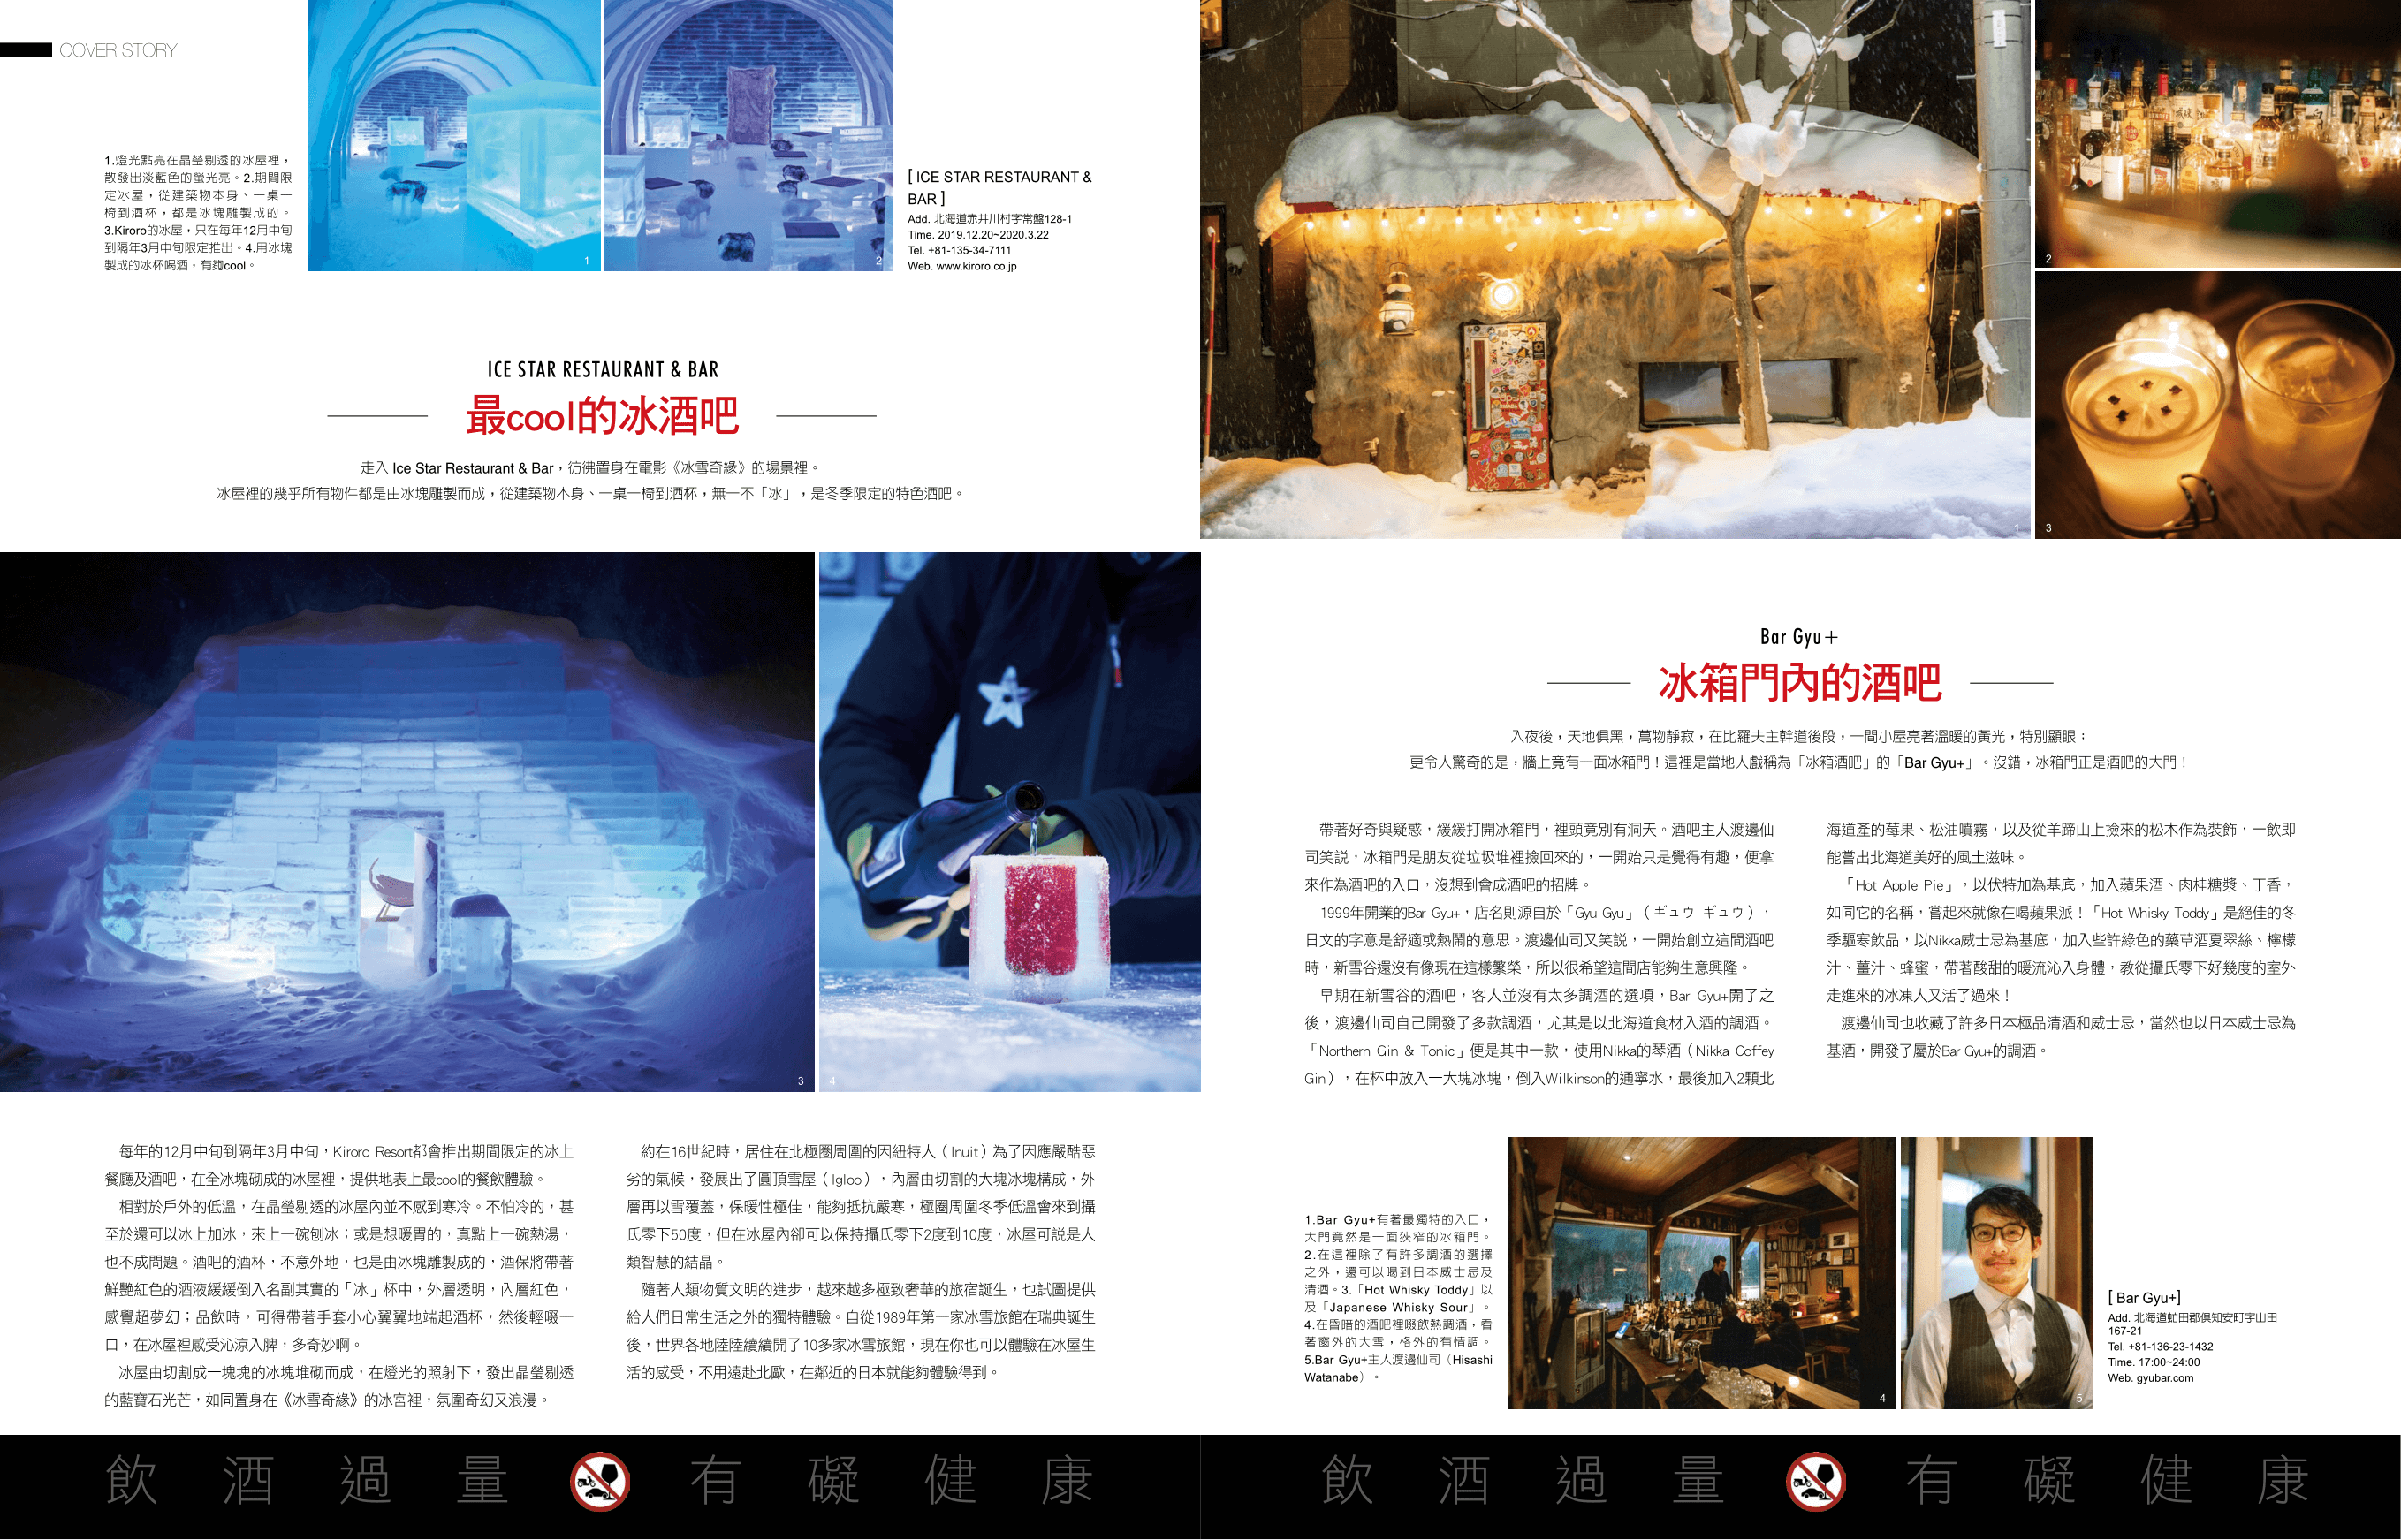 COVER STORY
1.燈光點亮在晶瑩剔透的冰屋裡，
散發出淡藍色的螢光亮。2.期間限
定冰屋，從建築物本身、一桌一
椅到酒杯，都是冰塊雕製成的。
3.Kiroro的冰屋，只在每年12月中旬
到隔年3月中旬限定推出。4.用冰塊
製成的冰杯喝酒，有夠cool。
1
2
[ ICE STAR RESTAURANT &
BAR ]
Add. 北海道赤井川村字常盤128-1
Time. 2019.12.20~2020.3.22
Tel. +81-135-34-7111
Web. www.kiroro.co.jp
ICE STAR RESTAURANT & BAR
最cool的冰酒吧
走入 Ice Star Restaurant & Bar，彷彿置身在電影《冰雪奇緣》的場景裡。
冰屋裡的幾乎所有物件都是由冰塊雕製而成，從建築物本身、一桌一椅到酒杯，無一不「冰」，是冬季限定的特色酒吧。
3
4
每年的12月中旬到隔年3月中旬，Kiroro Resort都會推出期間限定的冰上
餐廳及酒吧，在全冰塊砌成的冰屋裡，提供地表上最cool的餐飲體驗。
相對於戶外的低溫，在晶瑩剔透的冰屋內並不感到寒冷。不怕冷的，甚
至於還可以冰上加冰，來上一碗刨冰；或是想暖胃的，真點上一碗熱湯，
也不成問題。酒吧的酒杯，不意外地，也是由冰塊雕製成的，酒保將帶著
鮮艷紅色的酒液緩緩倒入名副其實的「冰」杯中，外層透明，內層紅色，
感覺超夢幻；品飲時，可得帶著手套小心翼翼地端起酒杯，然後輕啜一
口，在冰屋裡感受沁涼入脾，多奇妙啊。
冰屋由切割成一塊塊的冰塊堆砌而成，在燈光的照射下，發出晶瑩剔透
的藍寶石光芒，如同置身在《冰雪奇緣》的冰宮裡，氛圍奇幻又浪漫。
約在16世紀時，居住在北極圈周圍的因紐特人（Inuit）為了因應嚴酷惡
劣的氣候，發展出了圓頂雪屋（Igloo），內層由切割的大塊冰塊構成，外
層再以雪覆蓋，保暖性極佳，能夠抵抗嚴寒，極圈周圍冬季低溫會來到攝
氏零下50度，但在冰屋內卻可以保持攝氏零下2度到10度，冰屋可說是人
類智慧的結晶。
隨著人類物質文明的進步，越來越多極致奢華的旅宿誕生，也試圖提供
給人們日常生活之外的獨特體驗。自從1989年第一家冰雪旅館在瑞典誕生
後，世界各地陸陸續續開了10多家冰雪旅館，現在你也可以體驗在冰屋生
活的感受，不用遠赴北歐，在鄰近的日本就能夠體驗得到。
飲酒過量 有礙健康
1
2
3
Bar Gyu＋
冰箱門內的酒吧
入夜後，天地俱黑，萬物靜寂，在比羅夫主幹道後段，一間小屋亮著溫暖的黃光，特別顯眼；
更令人驚奇的是，牆上竟有一面冰箱門！這裡是當地人戲稱為「冰箱酒吧」的「Bar Gyu+」。沒錯，冰箱門正是酒吧的大門！
帶著好奇與疑惑，緩緩打開冰箱門，裡頭竟別有洞天。酒吧主人渡邊仙
司笑說，冰箱門是朋友從垃圾堆裡撿回來的，一開始只是覺得有趣，便拿
來作為酒吧的入口，沒想到會成酒吧的招牌。
1999年開業的Bar Gyu+，店名則源自於「Gyu Gyu」（ギュウ ギュウ），
日文的字意是舒適或熱鬧的意思。渡邊仙司又笑說，一開始創立這間酒吧
時，新雪谷還沒有像現在這樣繁榮，所以很希望這間店能夠生意興隆。
早期在新雪谷的酒吧，客人並沒有太多調酒的選項，Bar Gyu+開了之
後，渡邊仙司自己開發了多款調酒，尤其是以北海道食材入酒的調酒。
「Northern Gin & Tonic」便是其中一款，使用Nikka的琴酒（Nikka Coffey
Gin），在杯中放入一大塊冰塊，倒入Wilkinson的通寧水，最後加入2顆北
海道產的莓果、松油噴霧，以及從羊蹄山上撿來的松木作為裝飾，一飲即
能嘗出北海道美好的風土滋味。
「Hot Apple Pie」，以伏特加為基底，加入蘋果酒、肉桂糖漿、丁香，
如同它的名稱，嘗起來就像在喝蘋果派！「Hot Whisky Toddy」是絕佳的冬
季驅寒飲品，以Nikka威士忌為基底，加入些許綠色的藥草酒夏翠絲、檸檬
汁、薑汁、蜂蜜，帶著酸甜的暖流沁入身體，教從攝氏零下好幾度的室外
走進來的冰凍人又活了過來！
渡邊仙司也收藏了許多日本極品清酒和威士忌，當然也以日本威士忌為
基酒，開發了屬於Bar Gyu+的調酒。
1.Bar Gyu+有著最獨特的入口，
大門竟然是一面狹窄的冰箱門。
2.在這裡除了有許多調酒的選擇
之外，還可以喝到日本威士忌及
清酒。3.「Hot Whisky Toddy」以
及「Japanese Whisky Sour」。
4.在昏暗的酒吧裡啜飲熱調酒，看
著窗外的大雪，格外的有情調。
5.Bar Gyu+主人渡邊仙司（Hisashi
Watanabe）。
4
5
[ Bar Gyu+]
Add. 北海道虻田郡俱知安町字山田
167-21
Tel. +81-136-23-1432
Time. 17:00~24:00
Web. gyubar.com
飲酒過量 有礙健康